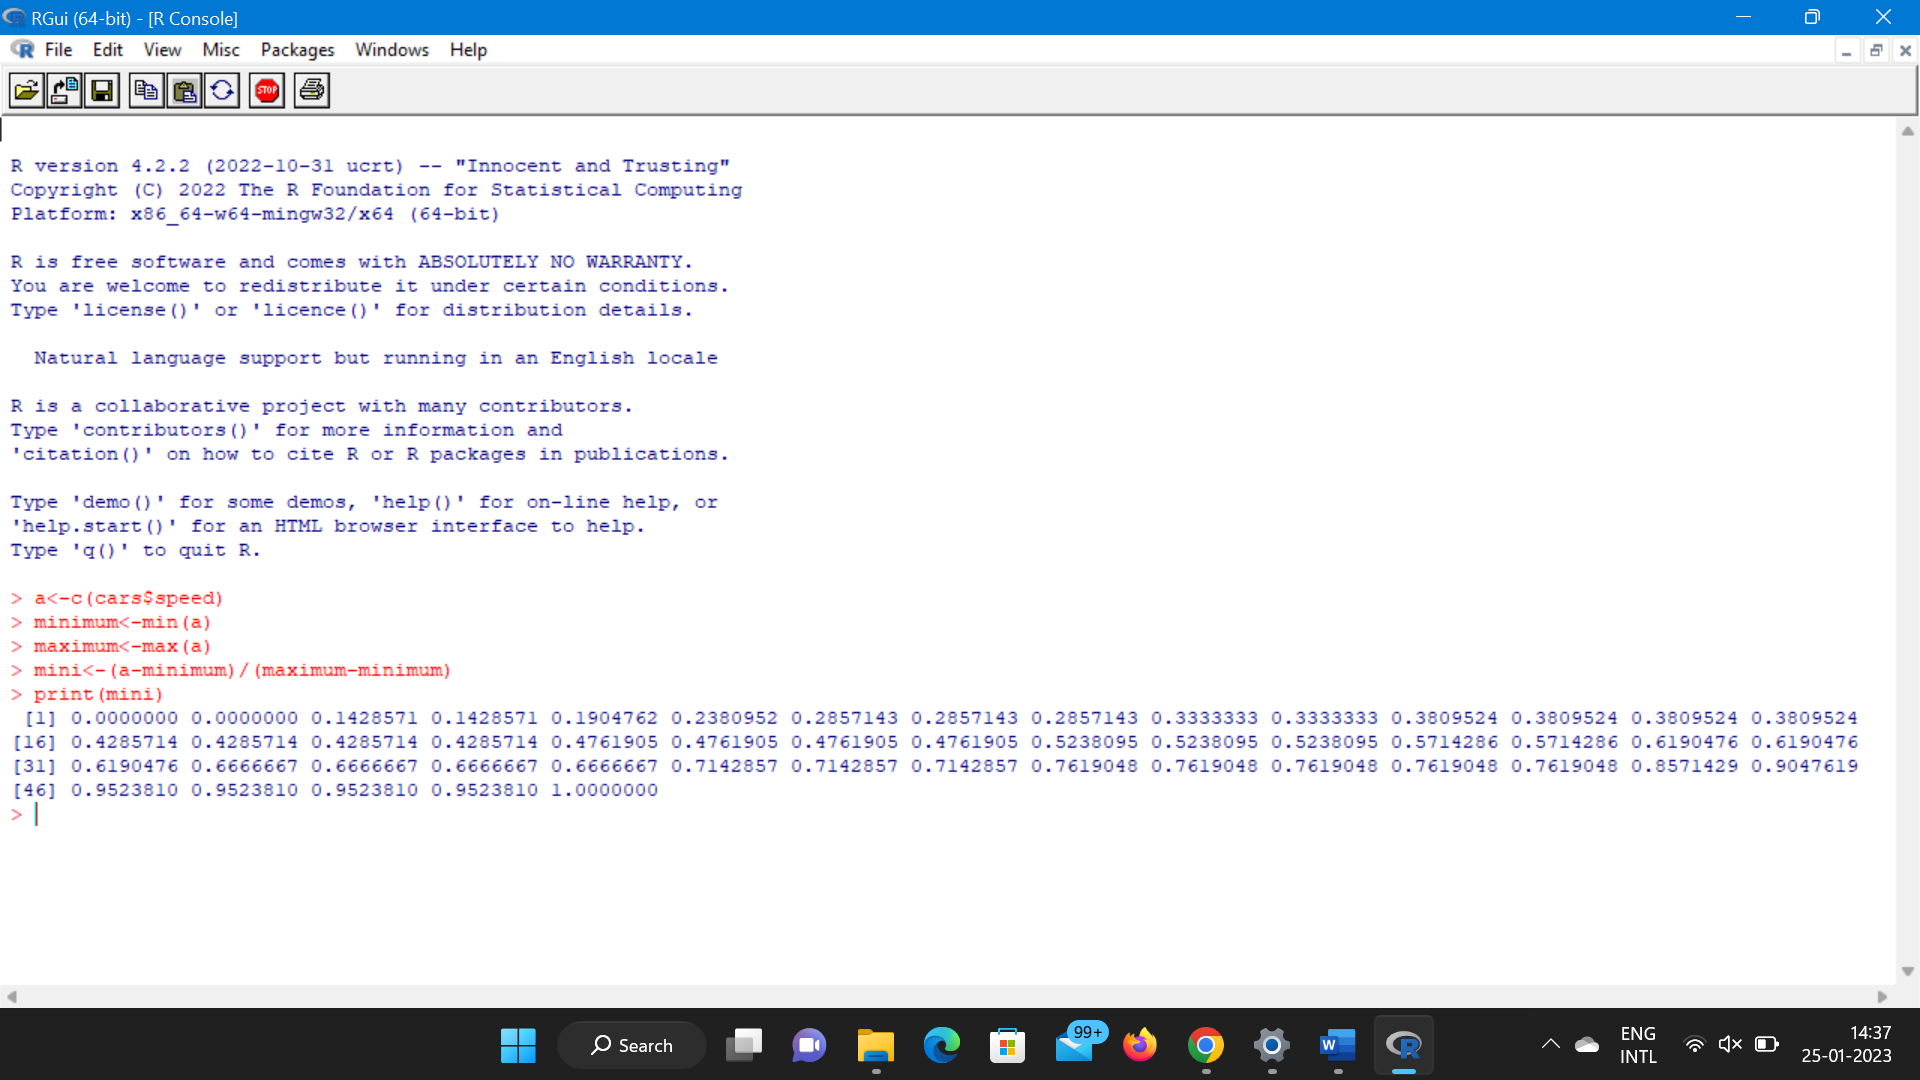 RGui (64-bit) - [R Console]
File Edit View Misc Packages Windows Help
STOP
R version 4.2.2 (2022-10-31 ucrt) -- "Innocent and Trusting"
Copyright (C) 2022 The R Foundation for Statistical Computing
Platform: x86_64-w64-mingw32/x64 (64-bit)
R is free software and comes with ABSOLUTELY NO WARRANTY.
You are welcome to redistribute it under certain conditions.
Type 'license()' or 'licence()' for distribution details.
Natural language support but running in an English locale
R is a collaborative project with many contributors.
Type 'contributors()' for more information and
'citation()' on how to cite R or R packages in publications.
Type 'demo()' for some demos, 'help()' for on-line help, or
'help.start()' for an HTML browser interface to help.
Type 'q()' to quit R.
> a<-c(cars$speed)
> minimum<-min(a)
> maximum<-max(a)
> mini<-(a-minimum)/(maximum-minimum)
> print(mini)
[1] 0.0000000 0.0000000 0.1428571 0.1428571 0.1904762 0.2380952 0.2857143 0.2857143 0.2857143 0.3333333 0.3333333 0.3809524 0.3809524 0.3809524 0.3809524
[16] 0.4285714 0.4285714 0.4285714 0.4285714 0.4761905 0.4761905 0.4761905 0.4761905 0.5238095 0.5238095 0.5238095 0.5714286 0.5714286 0.6190476 0.6190476
[31] 0.6190476 0.6666667 0.6666667 0.6666667 0.6666667 0.7142857 0.7142857 0.7142857 0.7619048 0.7619048 0.7619048 0.7619048 0.7619048 0.8571429 0.9047619
[46] 0.9523810 0.9523810 0.9523810 0.9523810 1.0000000
>
Search
99+
W
R
ENG
INTL
14:37
25-01-2023